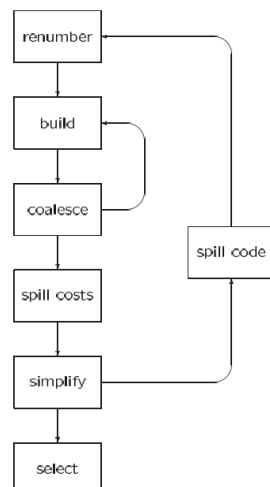 renumber
build
coalesce
spill code
spill costs
simplify
select